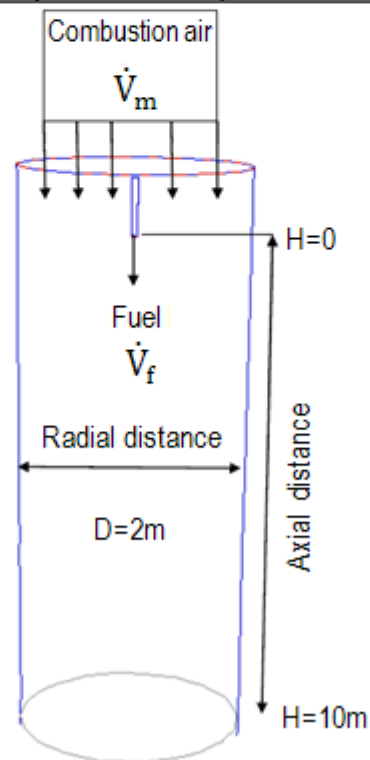 Combustion air
V̇m
H=0
Fuel
V̇f
Radial distance
D=2m
Axial distance
H=10m